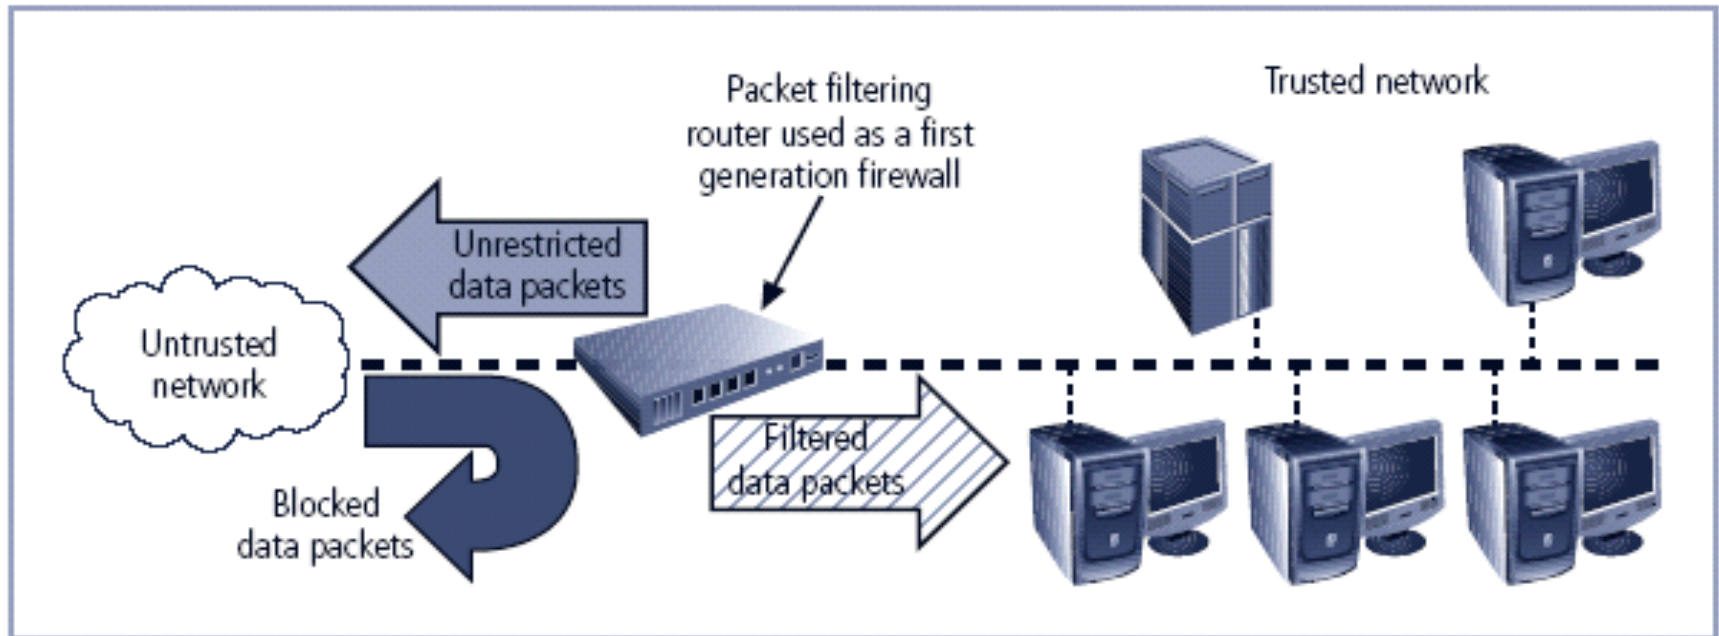 Packet filtering
router used as a first
generation firewall
Trusted network
Unrestricted
data packets
Untrusted
network
Filtered
data packets
Blocked
data packets